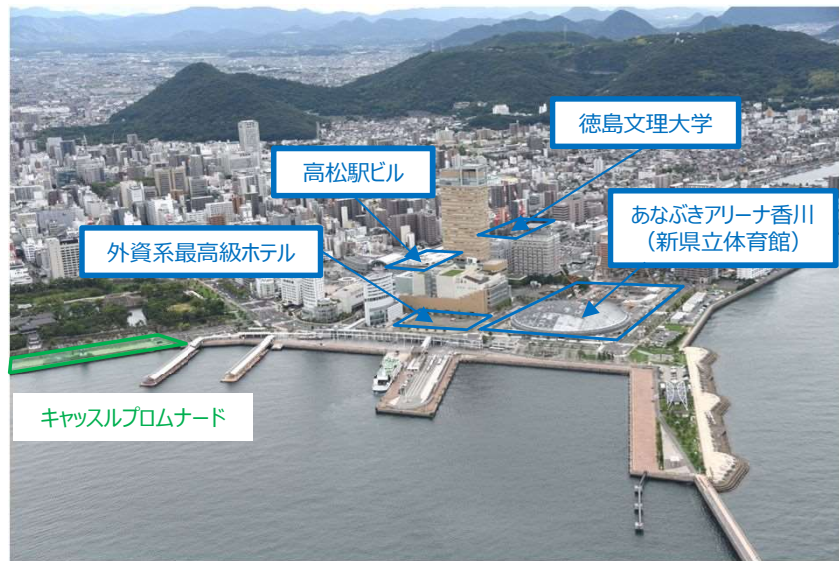 徳島文理大学
高松駅ビル
あなぶきアリーナ香川
（新県立体育館）
外資系最高級ホテル
キャッスルプロムナード